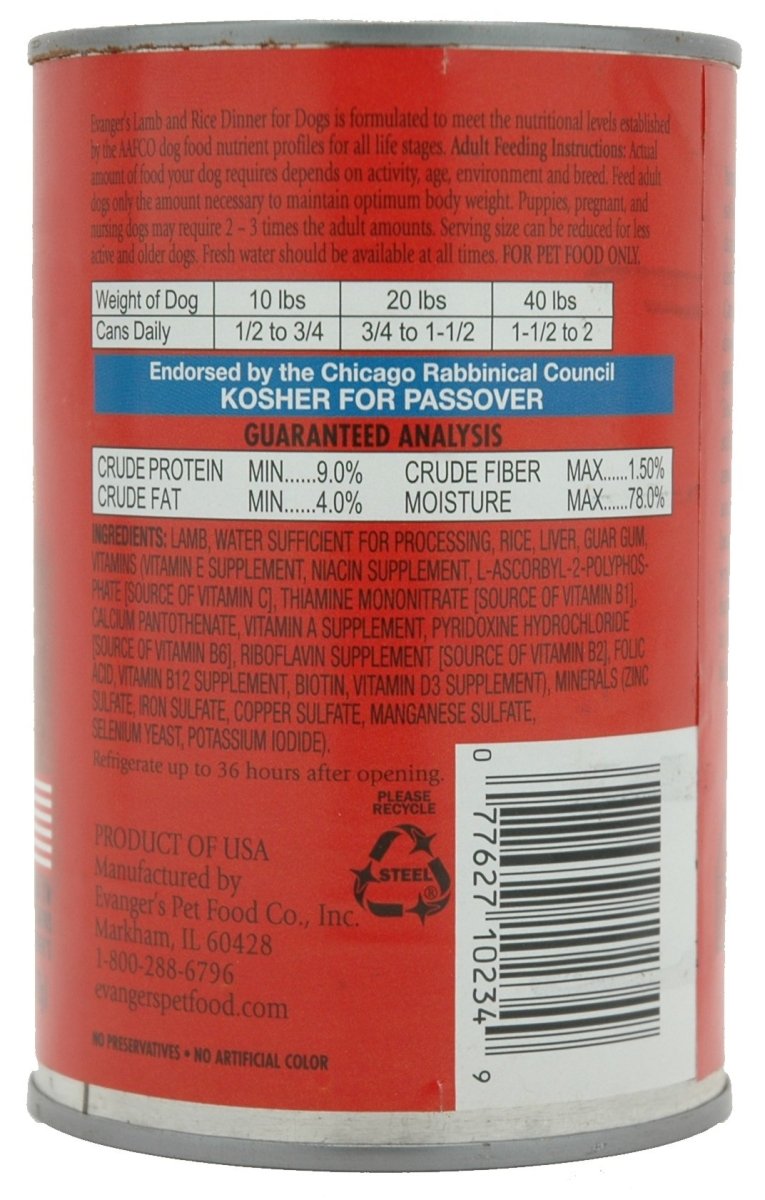 Evanger's Lamb and Rice Dinner for Dogs is formulated to meet the nutritional levels established
by the AAFCO dog food nutrient profiles for all life stages. Adult Feeding Instructions: Actual
amount of food your dog requires depends on activity, age, environment and breed. Feed adult
dogs only the amount necessary to maintain optimum body weight. Puppies, pregnant, and
nursing dogs may require 2 – 3 times the adult amounts. Serving size can be reduced for less
active and older dogs. Fresh water should be available at all times. FOR PET FOOD ONLY.
Weight of Dog 10 lbs 20 lbs 40 lbs
Cans Daily 1/2 to 3/4 3/4 to 1-1/2 1-1/2 to 2
Endorsed by the Chicago Rabbinical Council
KOSHER FOR PASSOVER
GUARANTEED ANALYSIS
CRUDE PROTEIN MIN......9.0% CRUDE FIBER MAX......1.50%
CRUDE FAT MIN......4.0% MOISTURE MAX......78.0%
INGREDIENTS: LAMB, WATER SUFFICIENT FOR PROCESSING, RICE, LIVER, GUAR GUM,
VITAMINS (VITAMIN E SUPPLEMENT, NIACIN SUPPLEMENT, L-ASCORBYL-2-POLYPHOS-
PHATE [SOURCE OF VITAMIN C], THIAMINE MONONITRATE [SOURCE OF VITAMIN B1],
CALCIUM PANTOTHENATE, VITAMIN A SUPPLEMENT, PYRIDOXINE HYDROCHLORIDE
[SOURCE OF VITAMIN B6], RIBOFLAVIN SUPPLEMENT [SOURCE OF VITAMIN B2], FOLIC
ACID, VITAMIN B12 SUPPLEMENT, BIOTIN, VITAMIN D3 SUPPLEMENT), MINERALS (ZINC
SULFATE, IRON SULFATE, COPPER SULFATE, MANGANESE SULFATE,
SELENIUM YEAST, POTASSIUM IODIDE).
Refrigerate up to 36 hours after opening.
PLEASE
RECYCLE
STEEL®
PRODUCT OF USA
Manufactured by
Evanger's Pet Food Co., Inc.
Markham, IL 60428
1-800-288-6796
evangerspetfood.com
NO PRESERVATIVES • NO ARTIFICIAL COLOR
0 77627 10234 9